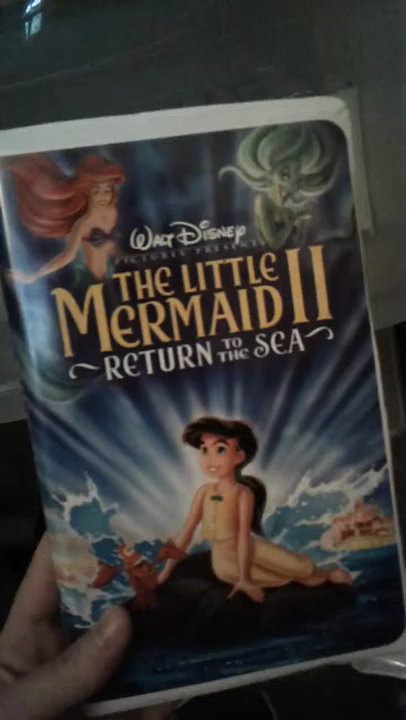 Walt Disney
PICTURES PRESENTS
THE LITTLE
MERMAID II
~RETURN TO THE SEA~